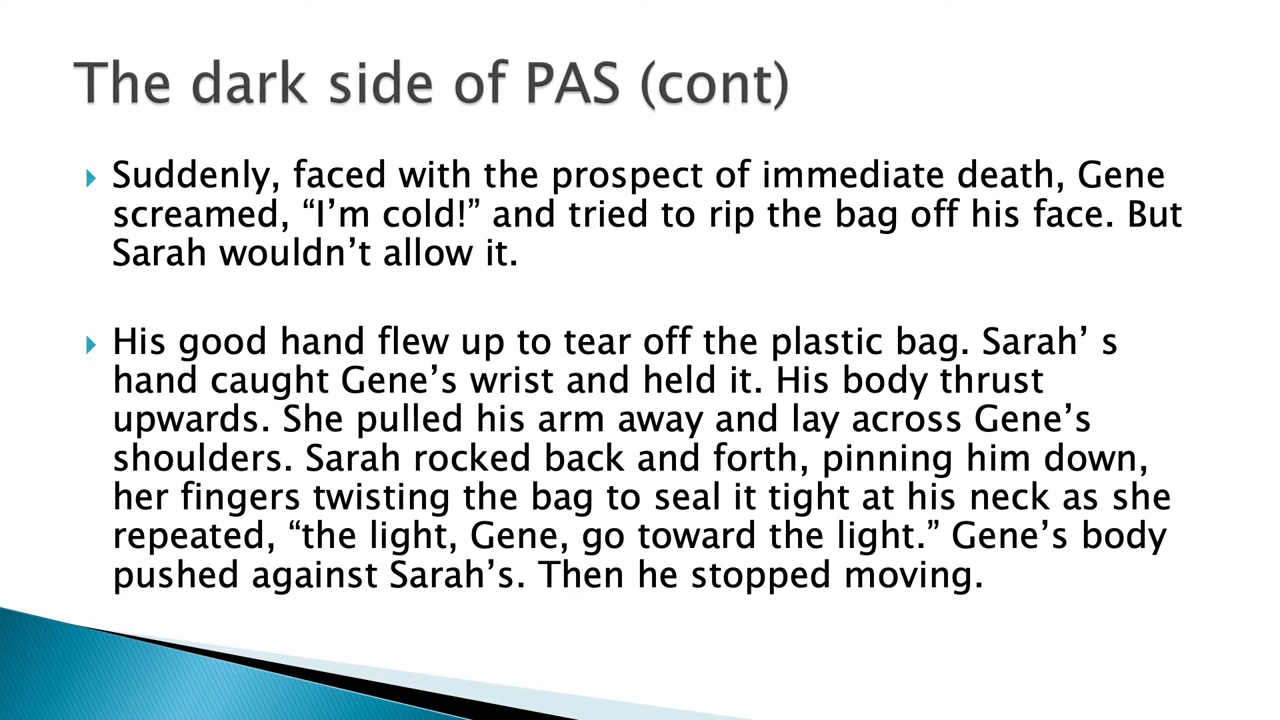 The dark side of PAS (cont)
Suddenly, faced with the prospect of immediate death, Gene
screamed, “I’m cold!” and tried to rip the bag off his face. But
Sarah wouldn’t allow it.
His good hand flew up to tear off the plastic bag. Sarah’ s
hand caught Gene’s wrist and held it. His body thrust
upwards. She pulled his arm away and lay across Gene’s
shoulders. Sarah rocked back and forth, pinning him down,
her fingers twisting the bag to seal it tight at his neck as she
repeated, “the light, Gene, go toward the light.” Gene’s body
pushed against Sarah’s. Then he stopped moving.